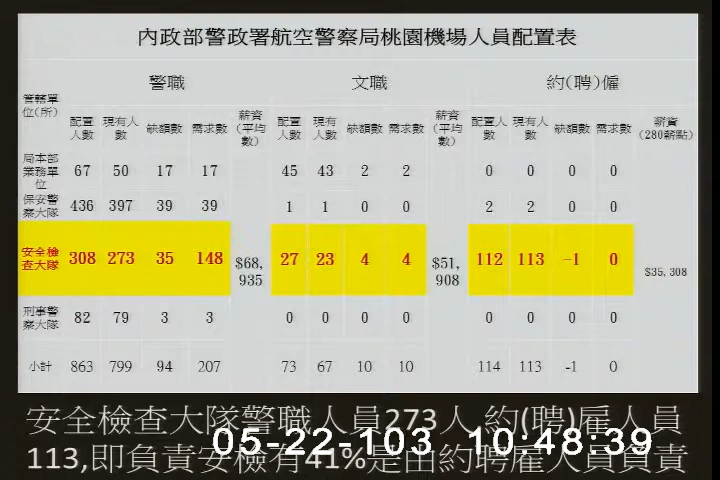 內政部警政署航空警察局桃園機場人員配置表
警職 文職 約(聘)僱
管轄單位(所) 配置人數 現有人數 缺額數 需求數 薪資(平均數) 配置人數 現有人數 缺額數 需求數 薪資(平均數) 配置人數 現有人數 缺額數 需求數 薪資(280薪點)
局本部業務單位 67 50 17 17 45 43 2 2 0 0 0 0
保安警察大隊 436 397 39 39 1 1 0 0 2 2 0 0
安全檢查大隊 308 273 35 148 $68,935 27 23 4 4 $51,908 112 113 -1 0 $35,308
刑事警察大隊 82 79 3 3 0 0 0 0 0 0 0 0
小計 863 799 94 207 73 67 10 10 114 113 -1 0
安全檢查大隊警職人員273人,約(聘)雇人員
113,即負責安檢有41%是由約聘雇人員負責
05-22-103 10:48:39